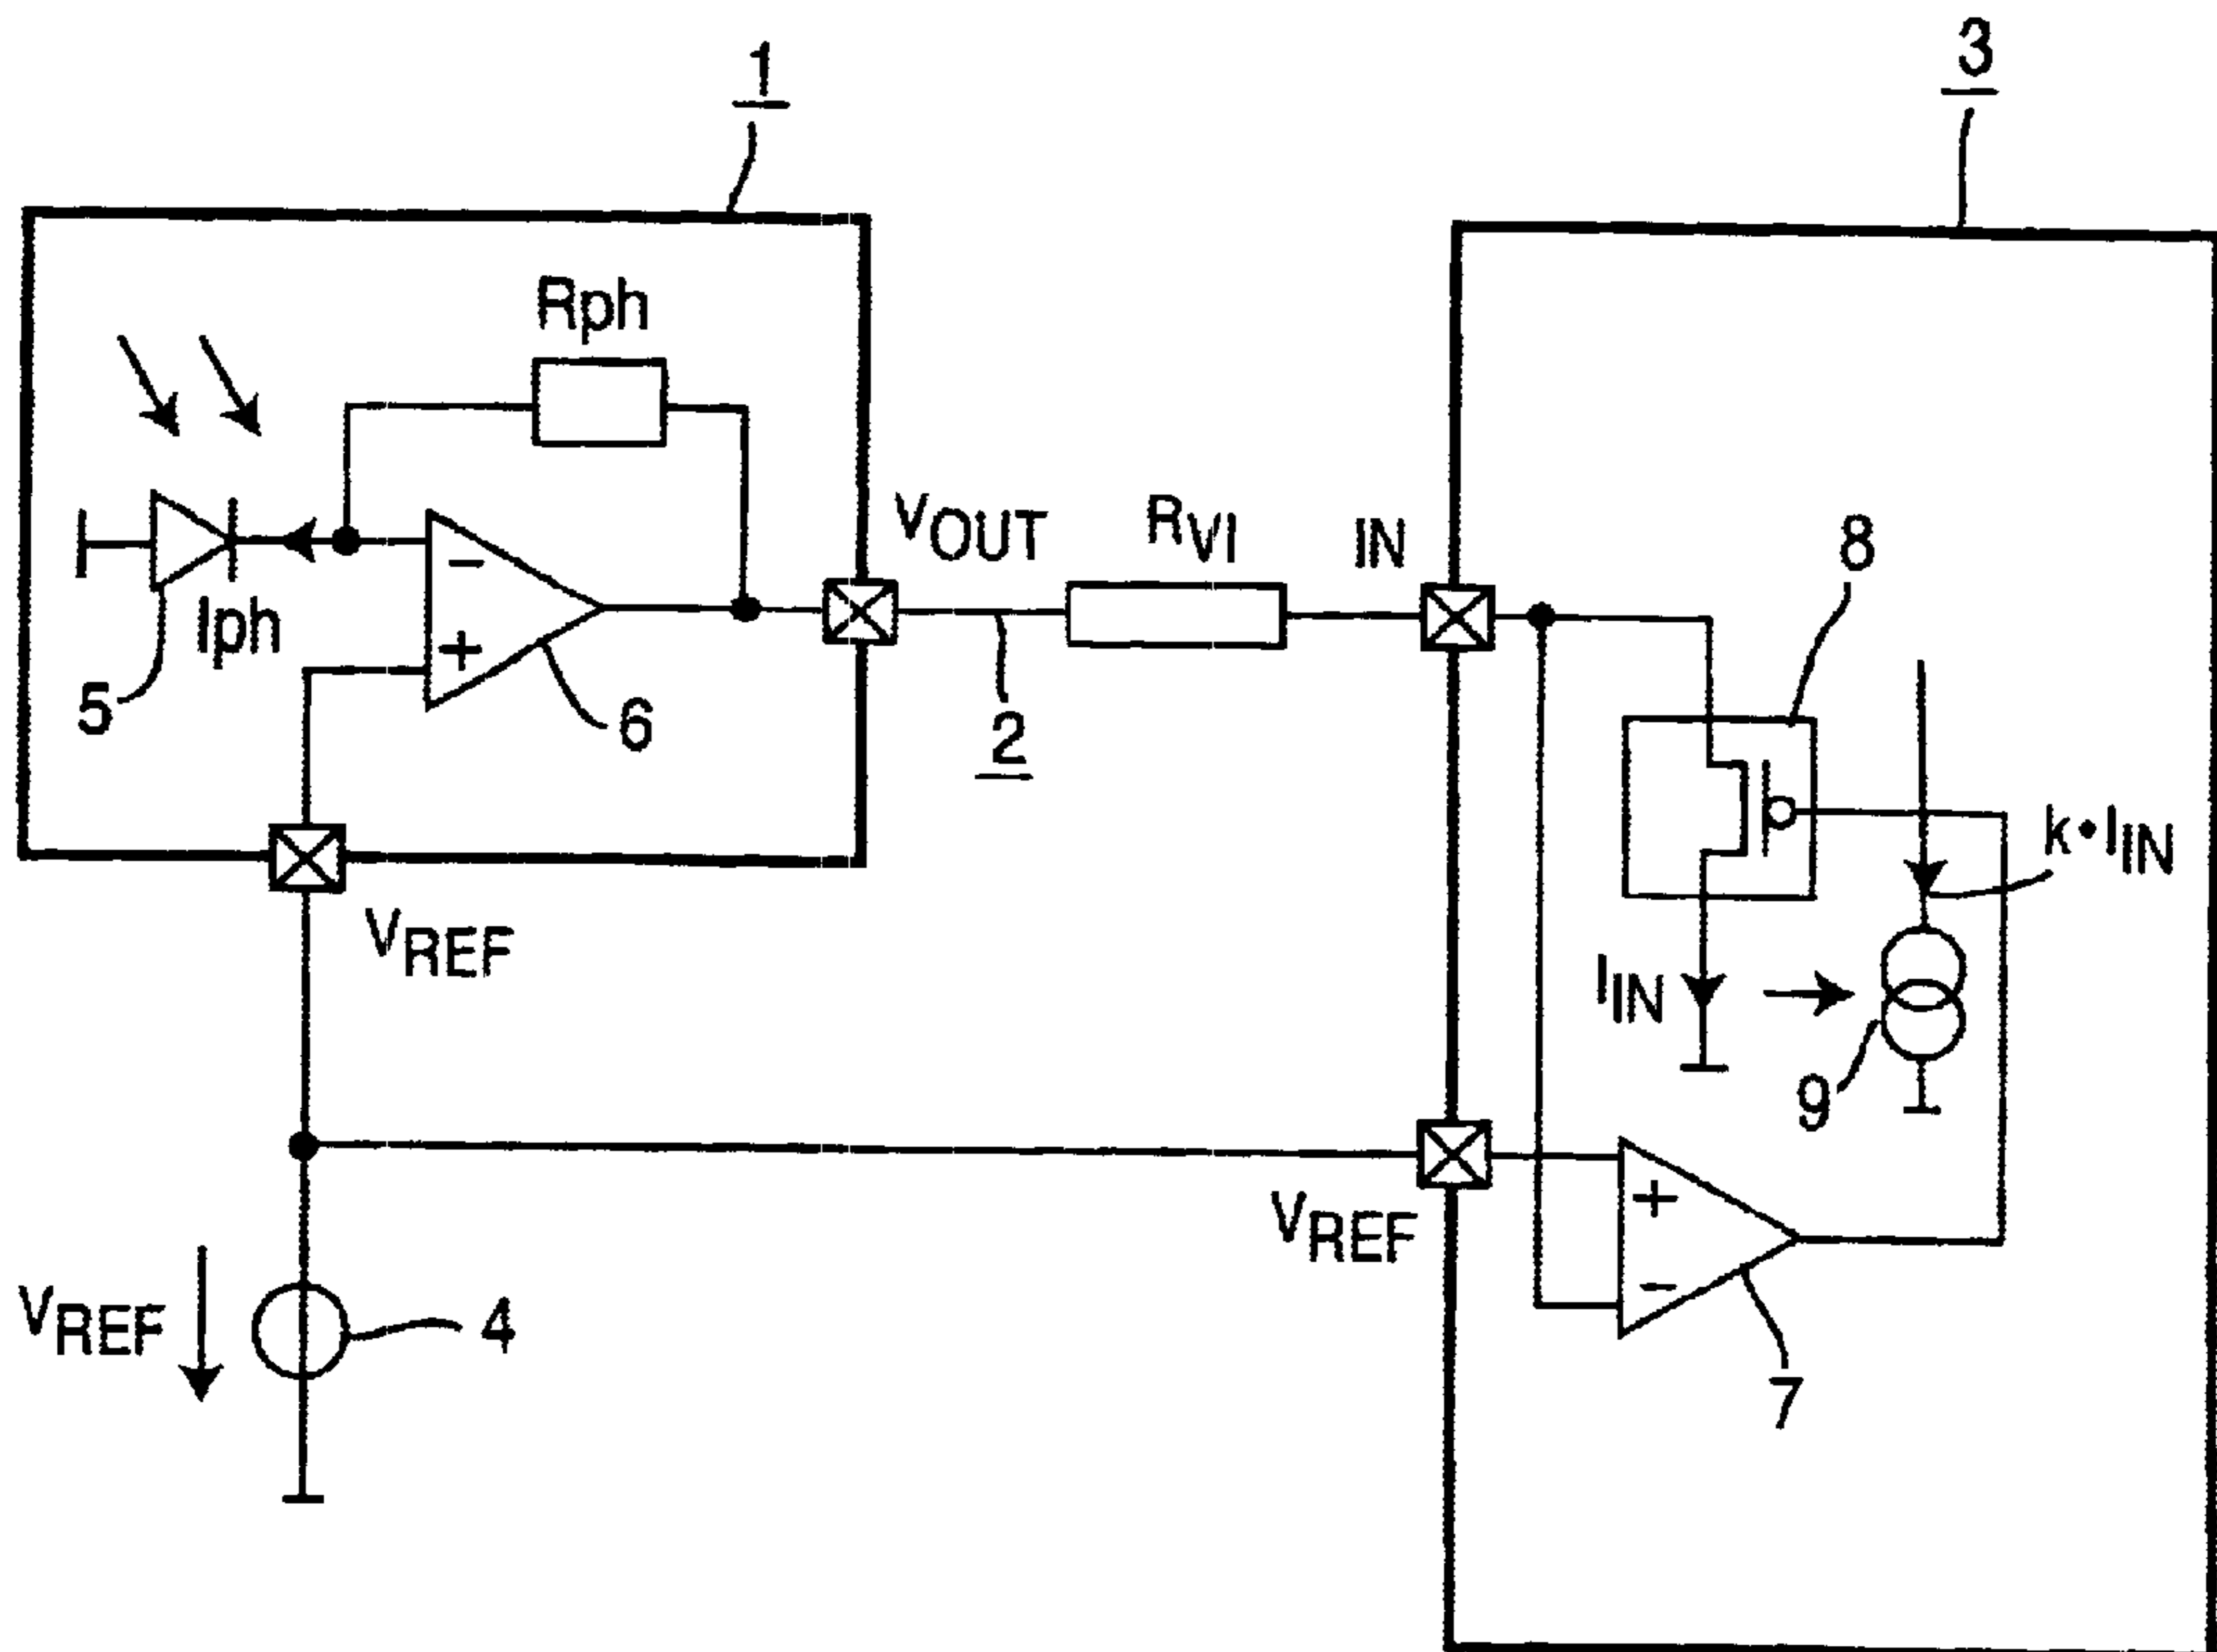 1
3
Rph
VOUT
RVI
IN
8
−
+
Iph
5
6
2
k•IIN
VREF
IIN
9
VREF
+
−
VREF
4
7